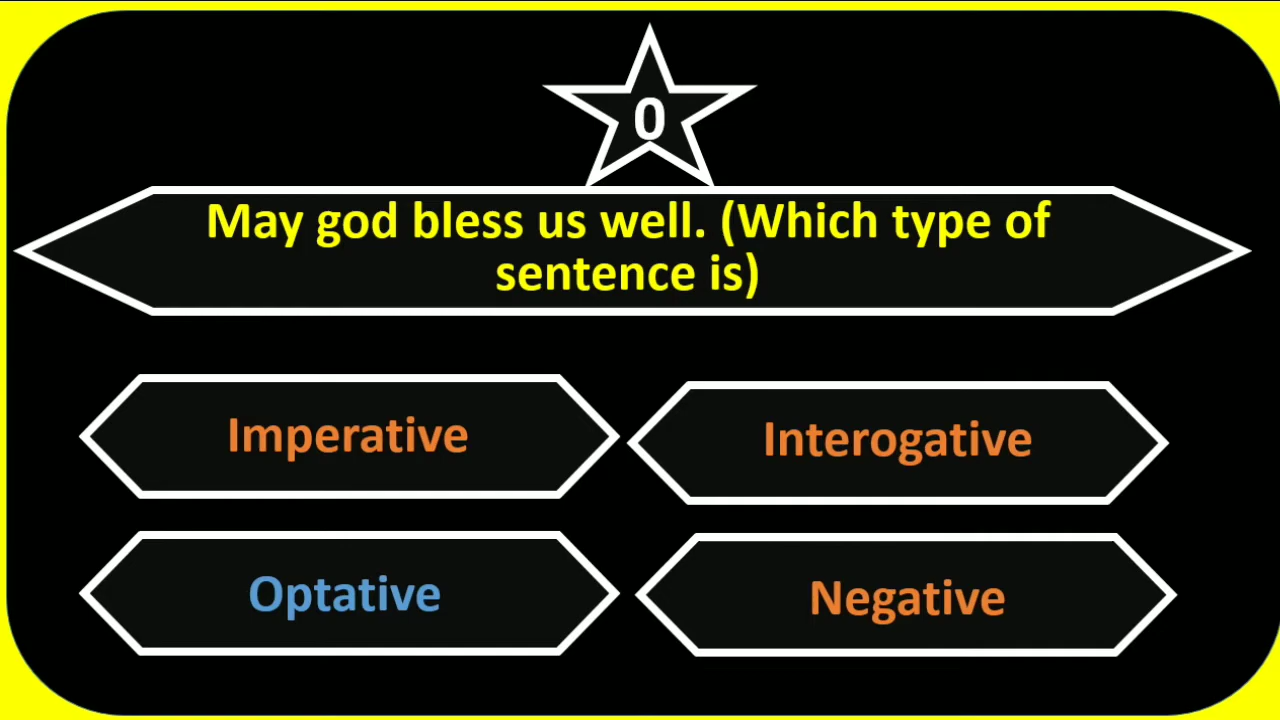 0
May god bless us well. (Which type of
sentence is)
Imperative
Interogative
Optative
Negative